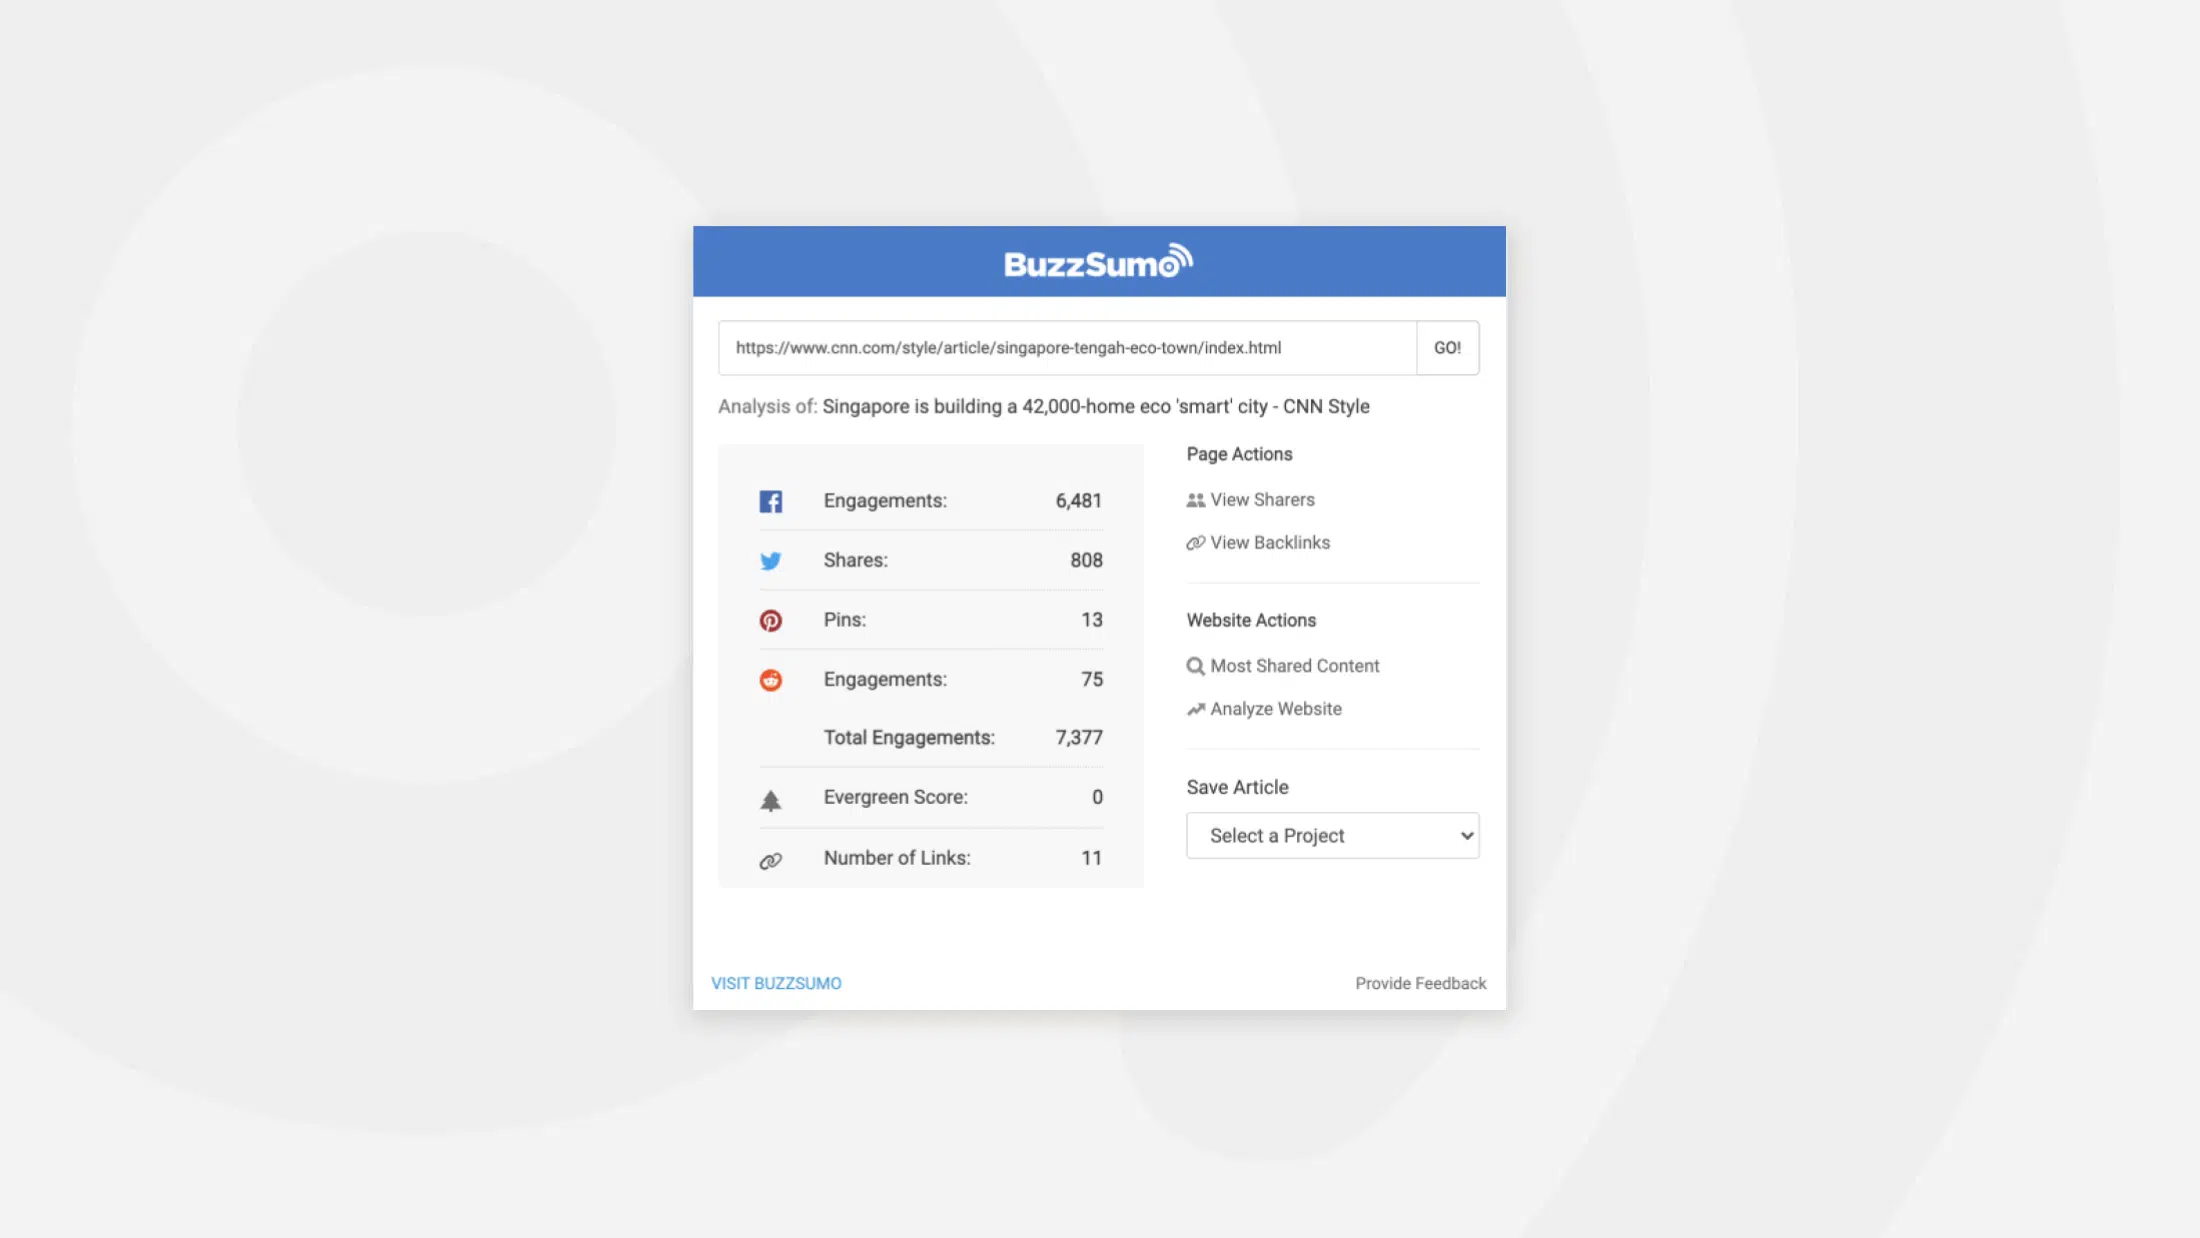 BuzzSumo
https://www.cnn.com/style/article/singapore-tengah-eco-town/index.html GO!
Analysis of: Singapore is building a 42,000-home eco 'smart' city - CNN Style
Engagements: 6,481
Shares: 808
Pins: 13
Engagements: 75
Total Engagements: 7,377
Evergreen Score: 0
Number of Links: 11
Page Actions
View Sharers
View Backlinks
Website Actions
Most Shared Content
Analyze Website
Save Article
Select a Project
VISIT BUZZSUMO
Provide Feedback